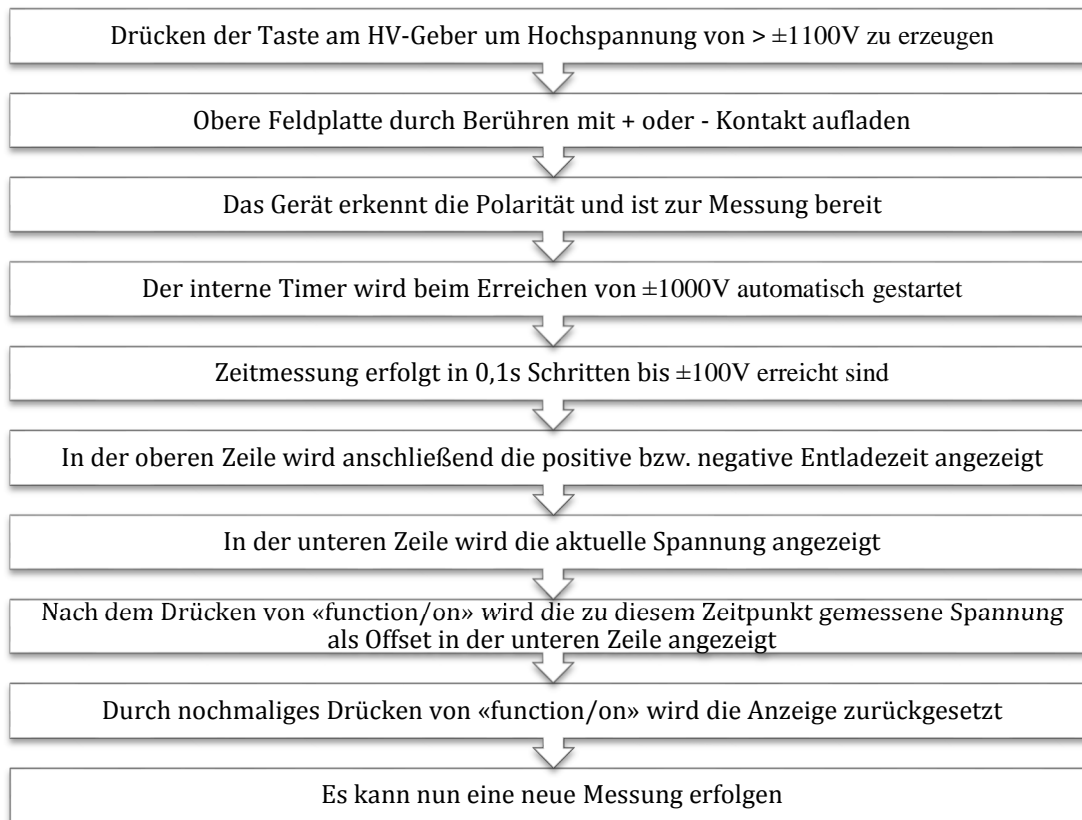 Drücken der Taste am HV-Geber um Hochspannung von > ±1100V zu erzeugen
Obere Feldplatte durch Berühren mit + oder - Kontakt aufladen
Das Gerät erkennt die Polarität und ist zur Messung bereit
Der interne Timer wird beim Erreichen von ±1000V automatisch gestartet
Zeitmessung erfolgt in 0,1s Schritten bis ±100V erreicht sind
In der oberen Zeile wird anschließend die positive bzw. negative Entladezeit angezeigt
In der unteren Zeile wird die aktuelle Spannung angezeigt
Nach dem Drücken von «function/on» wird die zu diesem Zeitpunkt gemessene Spannung
als Offset in der unteren Zeile angezeigt
Durch nochmaliges Drücken von «function/on» wird die Anzeige zurückgesetzt
Es kann nun eine neue Messung erfolgen